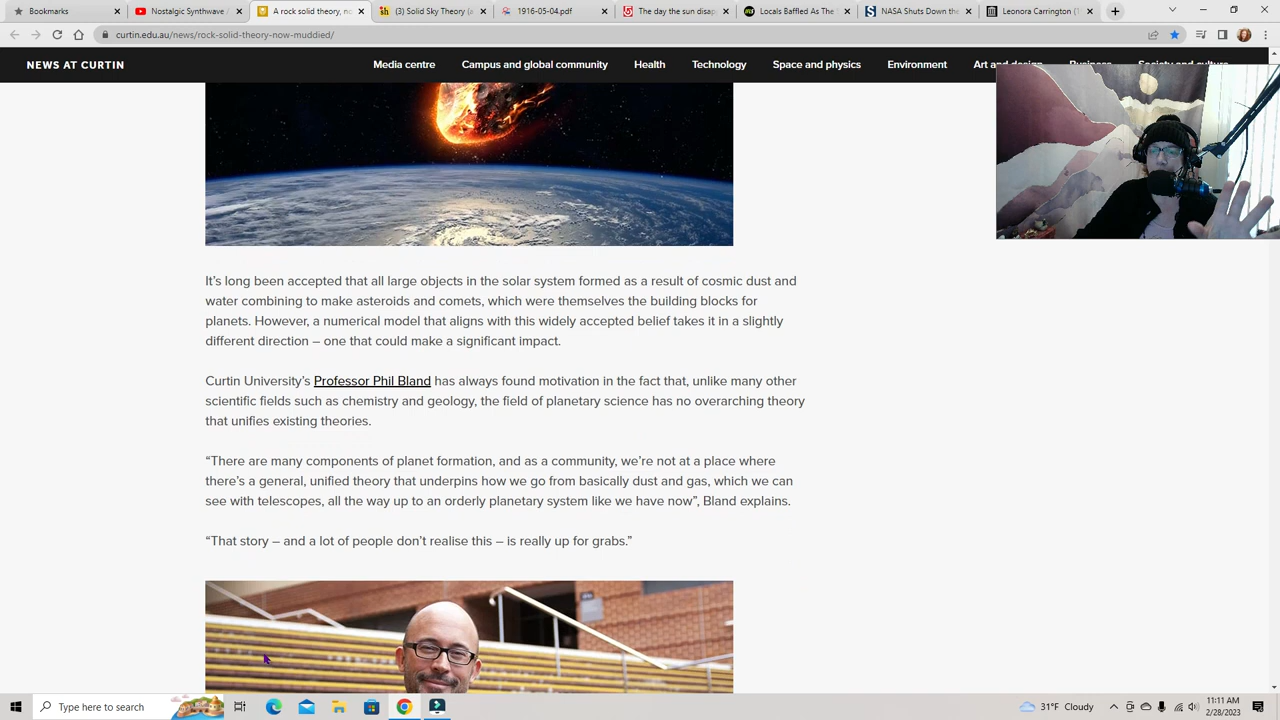 Bookmarks
Nostalgic Synthwave /
A rock solid theory, no
(3) Solid Sky Theory (a
1916-05-04.pdf
The day the sun disap
Locals Baffled As The
NASA Shuts Down th
Leonora Carrington (1
curtin.edu.au/news/rock-solid-theory-now-muddied/
NEWS AT CURTIN
Media centre
Campus and global community
Health
Technology
Space and physics
Environment
Art and design
Business
Society and culture
It’s long been accepted that all large objects in the solar system formed as a result of cosmic dust and
water combining to make asteroids and comets, which were themselves the building blocks for
planets. However, a numerical model that aligns with this widely accepted belief takes it in a slightly
different direction – one that could make a significant impact.
Curtin University’s Professor Phil Bland has always found motivation in the fact that, unlike many other
scientific fields such as chemistry and geology, the field of planetary science has no overarching theory
that unifies existing theories.
“There are many components of planet formation, and as a community, we’re not at a place where
there’s a general, unified theory that underpins how we go from basically dust and gas, which we can
see with telescopes, all the way up to an orderly planetary system like we have now”, Bland explains.
“That story – and a lot of people don’t realise this – is really up for grabs.”
Type here to search
31°F Cloudy
11:11 AM
2/28/2023